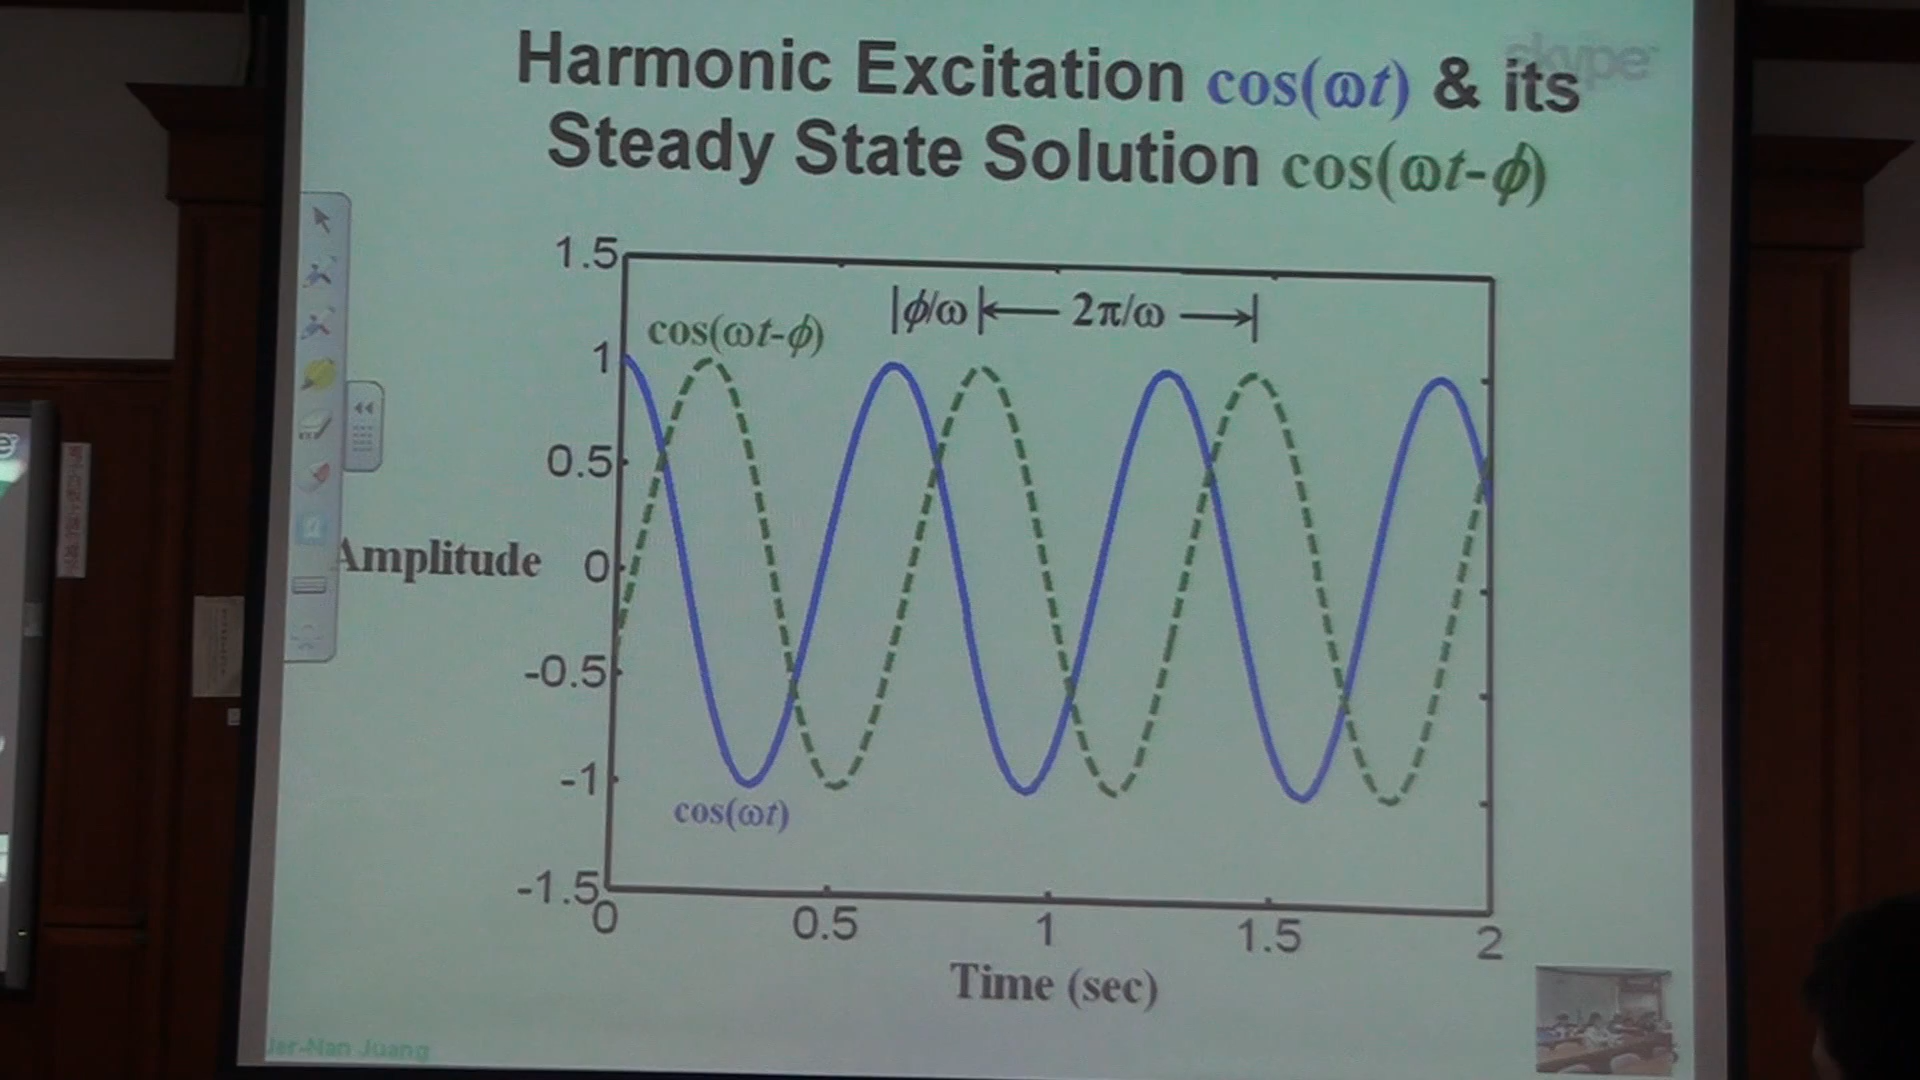 skype
Harmonic Excitation cos(ωt) & its
Steady State Solution cos(ωt-ϕ)
1.5
|ϕ/ω|← 2π/ω →|
cos(ωt-ϕ)
1
0.5
Amplitude
0
-0.5
-1
cos(ωt)
-1.5
0 0.5 1 1.5 2
Time (sec)
Jer-Nan Juang